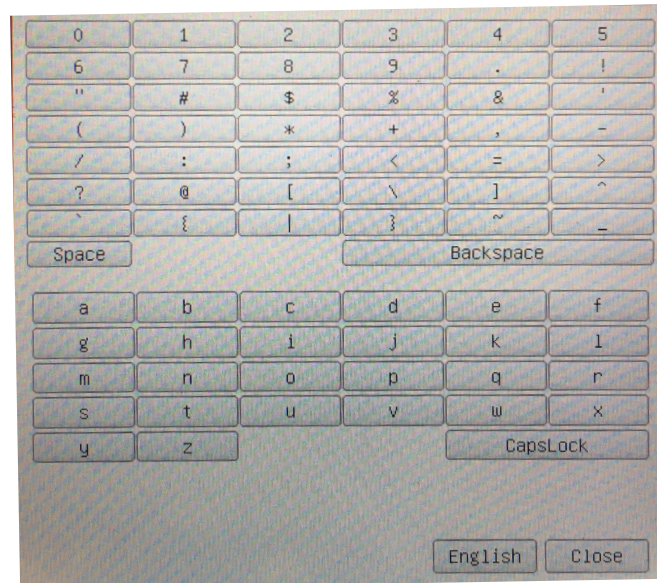 0 1 2 3 4 5
6 7 8 9 . !
" # $ % & '
( ) * + , -
/ : ; < = >
? @ [ \ ] ^
` { | } ~ _
Space Backspace
a b c d e f
g h i j k l
m n o p q r
s t u v w x
y z CapsLock
English Close